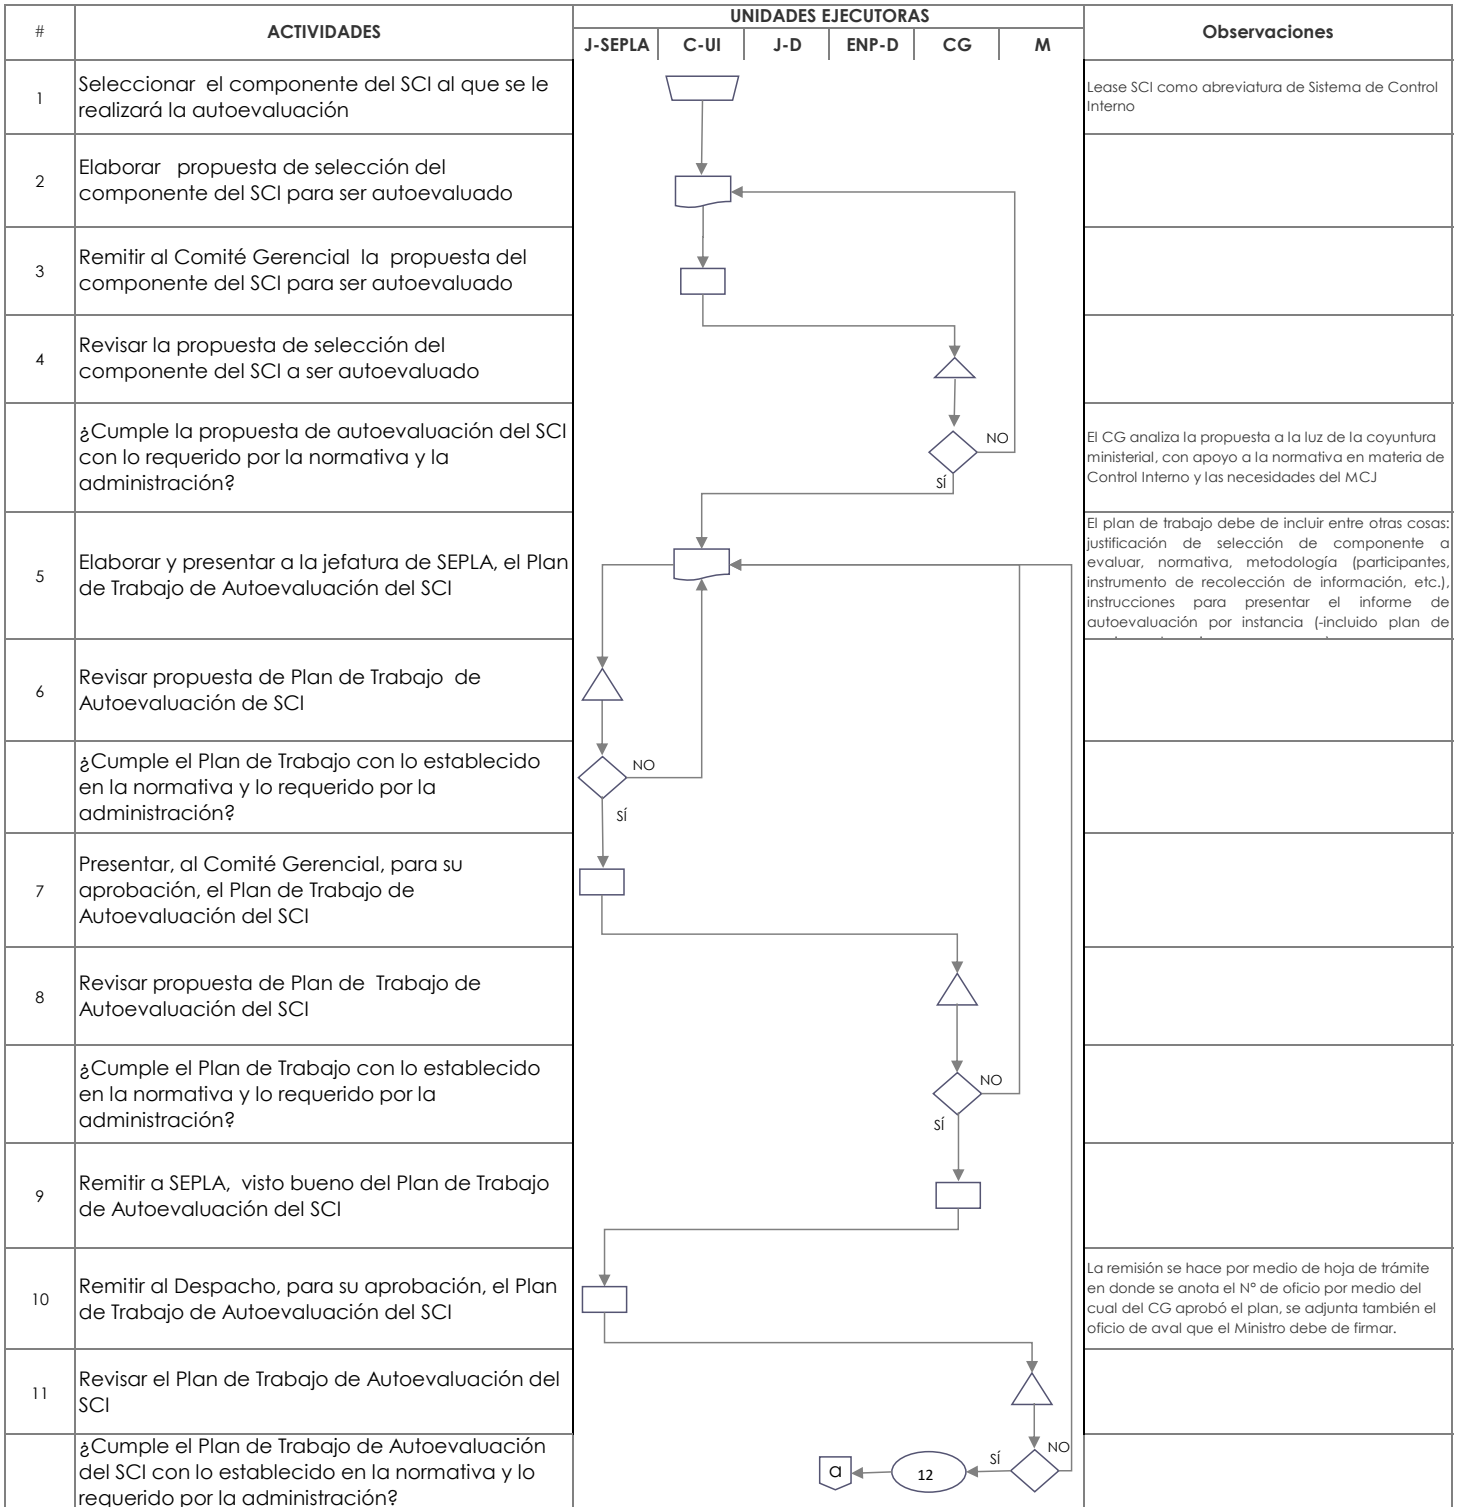 # ACTIVIDADES UNIDADES EJECUTORAS Observaciones
J-SEPLA C-UI J-D ENP-D CG M
1
Seleccionar el componente del SCI al que se le
realizará la autoevaluación
Lease SCI como abreviatura de Sistema de Control
Interno
2
Elaborar propuesta de selección del
componente del SCI para ser autoevaluado
3
Remitir al Comité Gerencial la propuesta del
componente del SCI para ser autoevaluado
4
Revisar la propuesta de selección del
componente del SCI a ser autoevaluado
¿Cumple la propuesta de autoevaluación del SCI
con lo requerido por la normativa y la
administración?
NO
SÍ
El CG analiza la propuesta a la luz de la coyuntura
ministerial, con apoyo a la normativa en materia de
Control Interno y las necesidades del MCJ
5
Elaborar y presentar a la jefatura de SEPLA, el Plan
de Trabajo de Autoevaluación del SCI
El plan de trabajo debe de incluir entre otras cosas:
justificación de selección de componente a
evaluar, normativa, metodología (participantes,
instrumento de recolección de información, etc.),
instrucciones para presentar el informe de
autoevaluación por instancia (-incluido plan de
6
Revisar propuesta de Plan de Trabajo de
Autoevaluación de SCI
¿Cumple el Plan de Trabajo con lo establecido
en la normativa y lo requerido por la
administración?
NO
SÍ
7
Presentar, al Comité Gerencial, para su
aprobación, el Plan de Trabajo de
Autoevaluación del SCI
8
Revisar propuesta de Plan de Trabajo de
Autoevaluación del SCI
¿Cumple el Plan de Trabajo con lo establecido
en la normativa y lo requerido por la
administración?
NO
SÍ
9
Remitir a SEPLA, visto bueno del Plan de Trabajo
de Autoevaluación del SCI
10
Remitir al Despacho, para su aprobación, el Plan
de Trabajo de Autoevaluación del SCI
La remisión se hace por medio de hoja de trámite
en donde se anota el Nº de oficio por medio del
cual del CG aprobó el plan, se adjunta también el
oficio de aval que el Ministro debe de firmar.
11
Revisar el Plan de Trabajo de Autoevaluación del
SCI
¿Cumple el Plan de Trabajo de Autoevaluación
del SCI con lo establecido en la normativa y lo
requerido por la administración?
a 12 SÍ NO